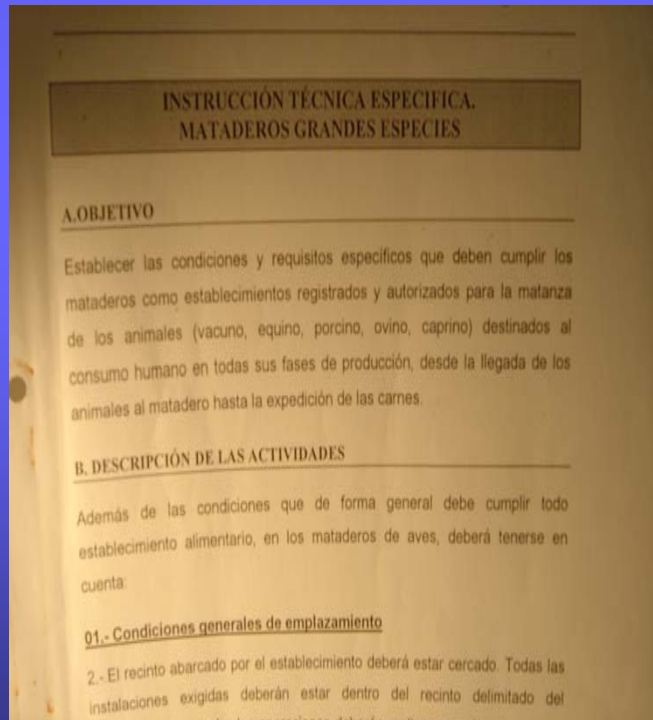 INSTRUCCIÓN TÉCNICA ESPECIFICA.
MATADEROS GRANDES ESPECIES
A.OBJETIVO
Establecer las condiciones y requisitos específicos que deben cumplir los
mataderos como establecimientos registrados y autorizados para la matanza
de los animales (vacuno, equino, porcino, ovino, caprino) destinados al
consumo humano en todas sus fases de producción, desde la llegada de los
animales al matadero hasta la expedición de las carnes.
B. DESCRIPCIÓN DE LAS ACTIVIDADES
Además de las condiciones que de forma general debe cumplir todo
establecimiento alimentario, en los mataderos de aves, deberá tenerse en
cuenta:
01.- Condiciones generales de emplazamiento
2.- El recinto abarcado por el establecimiento deberá estar cercado. Todas las
instalaciones exigidas deberán estar dentro del recinto delimitado del